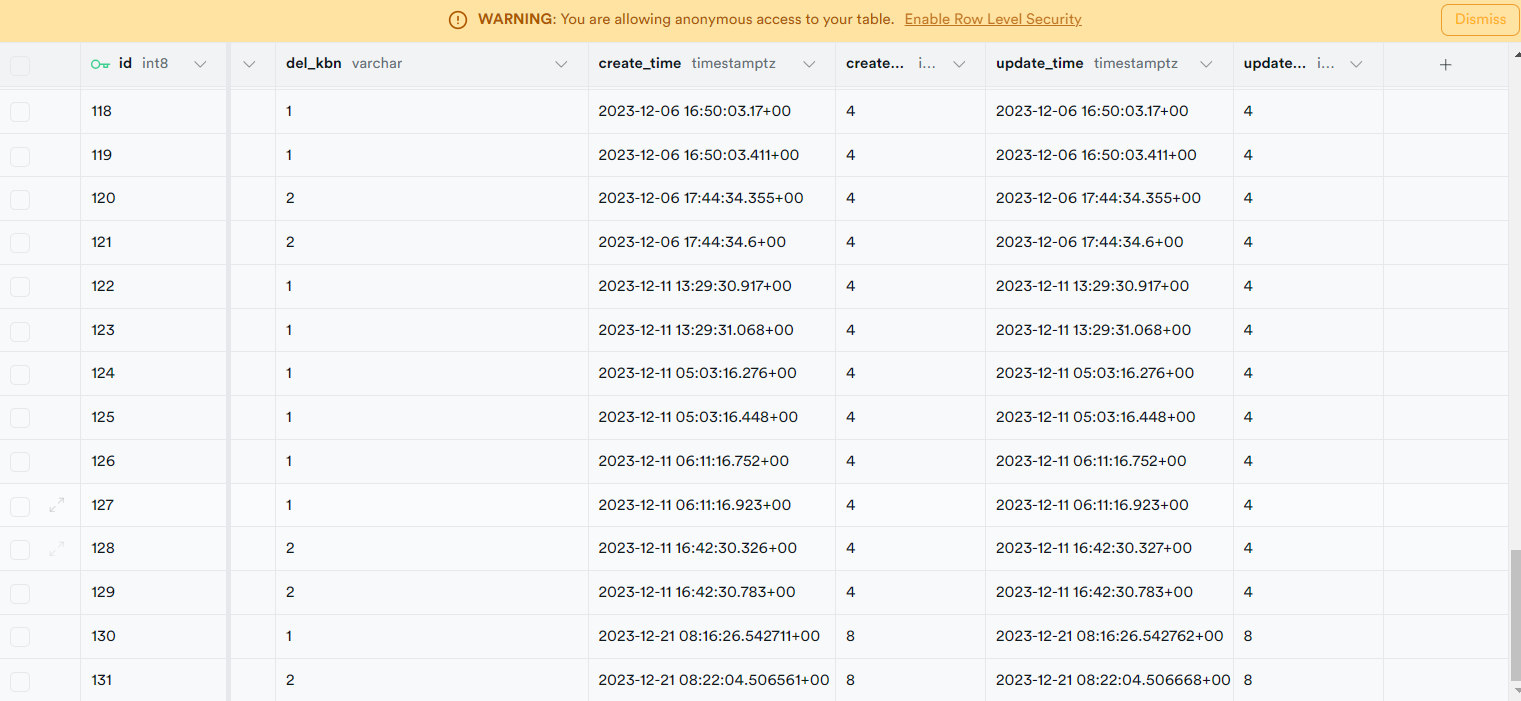 WARNING: You are allowing anonymous access to your table. Enable Row Level Security Dismiss
id int8 del_kbn varchar create_time timestamptz create... i... update_time timestamptz update... i... +
118 1 2023-12-06 16:50:03.17+00 4 2023-12-06 16:50:03.17+00 4
119 1 2023-12-06 16:50:03.411+00 4 2023-12-06 16:50:03.411+00 4
120 2 2023-12-06 17:44:34.355+00 4 2023-12-06 17:44:34.355+00 4
121 2 2023-12-06 17:44:34.6+00 4 2023-12-06 17:44:34.6+00 4
122 1 2023-12-11 13:29:30.917+00 4 2023-12-11 13:29:30.917+00 4
123 1 2023-12-11 13:29:31.068+00 4 2023-12-11 13:29:31.068+00 4
124 1 2023-12-11 05:03:16.276+00 4 2023-12-11 05:03:16.276+00 4
125 1 2023-12-11 05:03:16.448+00 4 2023-12-11 05:03:16.448+00 4
126 1 2023-12-11 06:11:16.752+00 4 2023-12-11 06:11:16.752+00 4
127 1 2023-12-11 06:11:16.923+00 4 2023-12-11 06:11:16.923+00 4
128 2 2023-12-11 16:42:30.326+00 4 2023-12-11 16:42:30.327+00 4
129 2 2023-12-11 16:42:30.783+00 4 2023-12-11 16:42:30.783+00 4
130 1 2023-12-21 08:16:26.542711+00 8 2023-12-21 08:16:26.542762+00 8
131 2 2023-12-21 08:22:04.506561+00 8 2023-12-21 08:22:04.506668+00 8